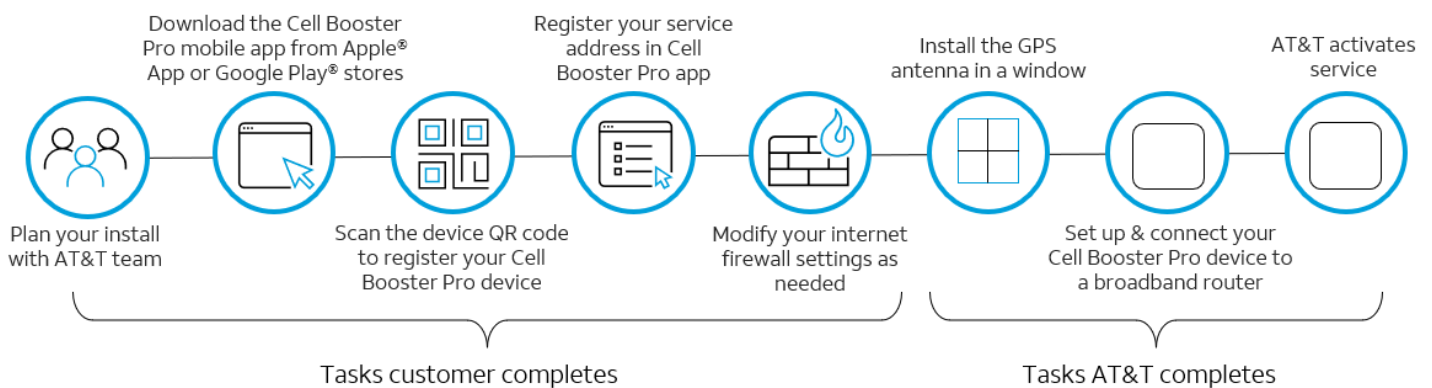 Download the Cell Booster
Pro mobile app from Apple®
App or Google Play® stores
Register your service
address in Cell
Booster Pro app
Install the GPS
antenna in a window
AT&T activates
service
Plan your install
with AT&T team
Scan the device QR code
to register your Cell
Booster Pro device
Modify your internet
firewall settings as
needed
Set up & connect your
Cell Booster Pro device to
a broadband router
Tasks customer completes
Tasks AT&T completes